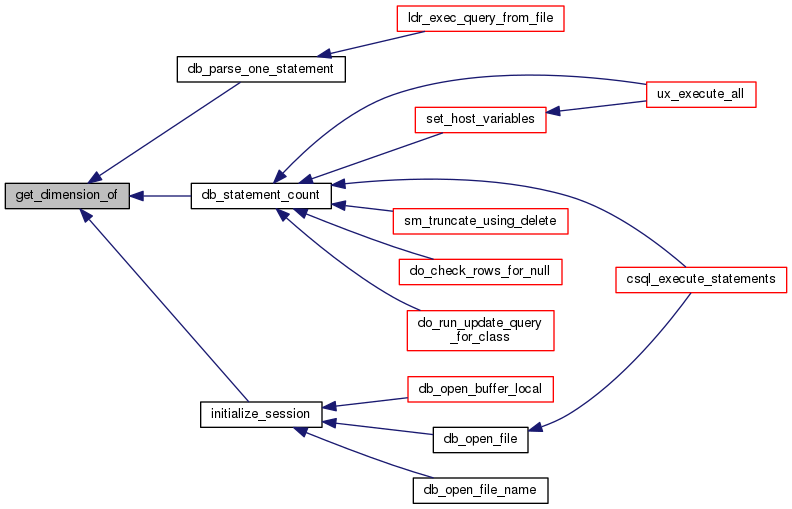 ldr_exec_query_from_file
db_parse_one_statement
ux_execute_all
set_host_variables
get_dimension_of
db_statement_count
sm_truncate_using_delete
do_check_rows_for_null
csql_execute_statements
do_run_update_query
_for_class
db_open_buffer_local
initialize_session
db_open_file
db_open_file_name